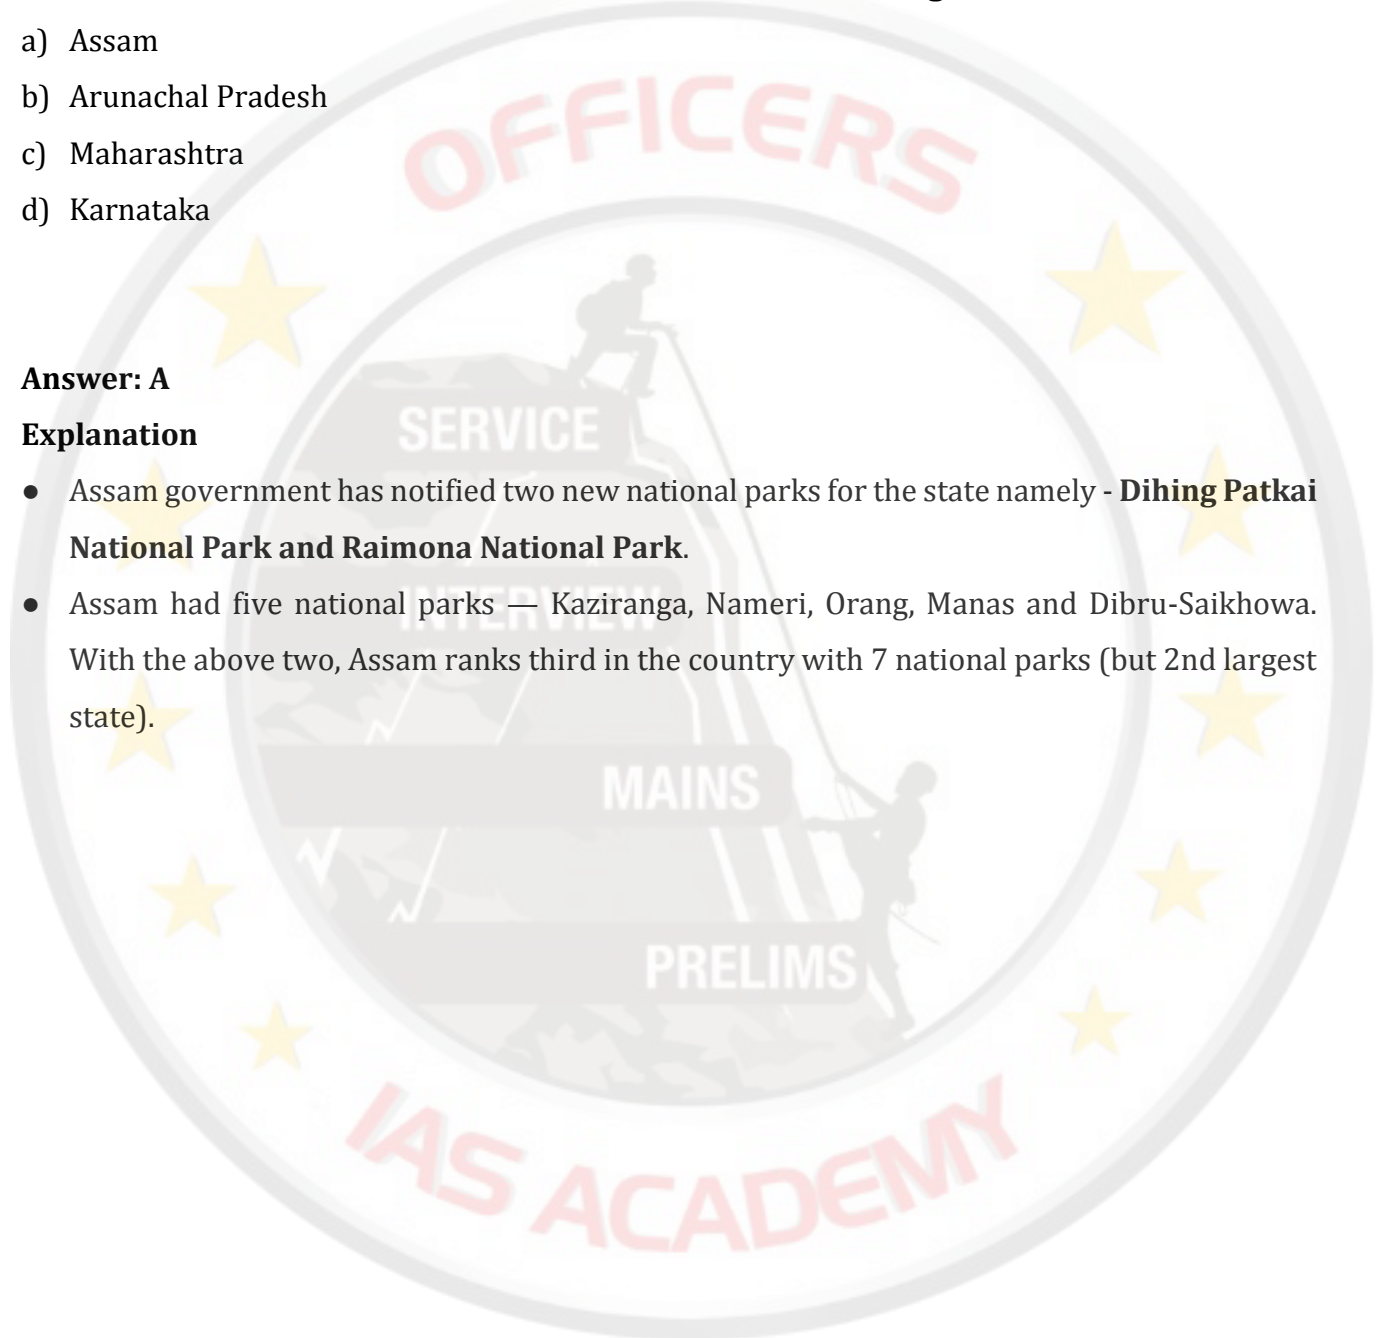 a) Assam
b) Arunachal Pradesh
c) Maharashtra
d) Karnataka
OFFICERS
Answer: A
Explanation
SERVICE
● Assam government has notified two new national parks for the state namely - Dihing Patkai
National Park and Raimona National Park.
INTERVIEW
● Assam had five national parks — Kaziranga, Nameri, Orang, Manas and Dibru-Saikhowa.
With the above two, Assam ranks third in the country with 7 national parks (but 2nd largest
state).
MAINS
PRELIMS
IAS ACADEMY